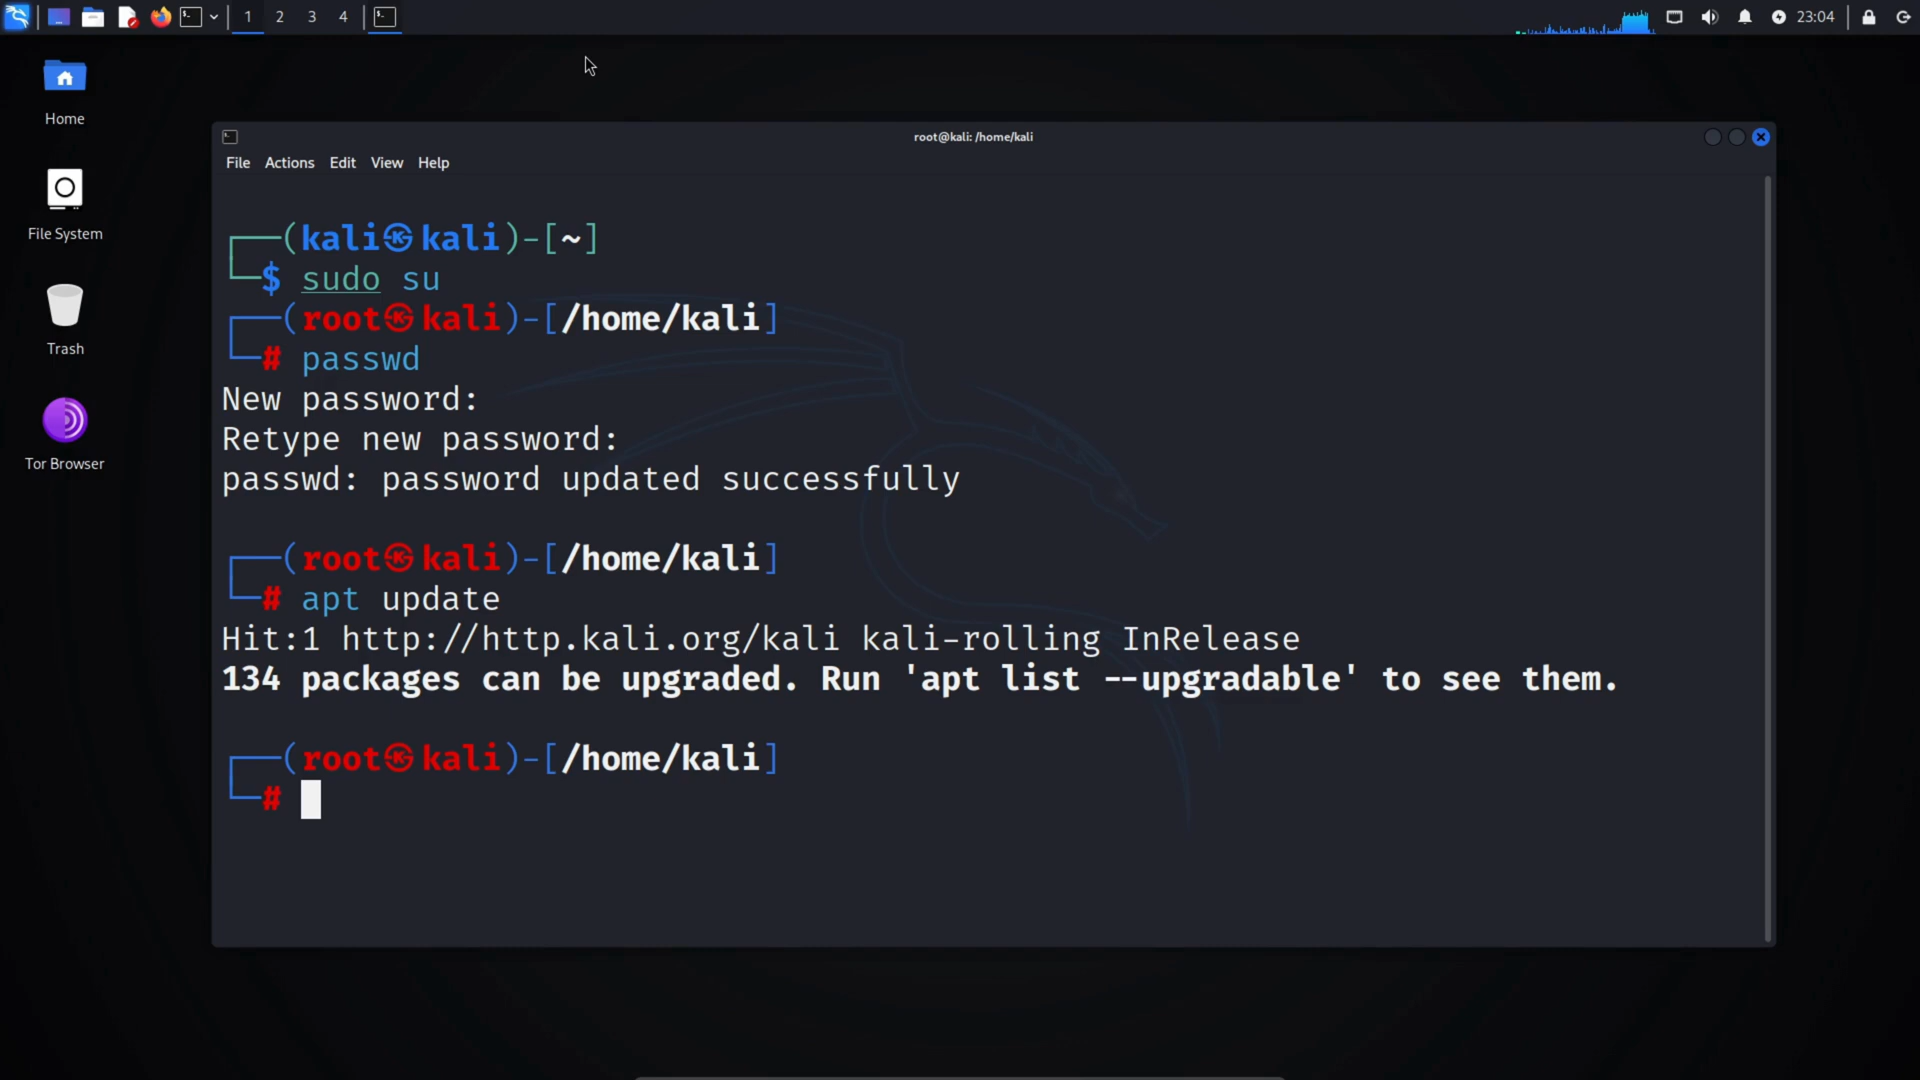 1 2 3 4
23:04
Home
File System
Trash
Tor Browser
root@kali: /home/kali
File Actions Edit View Help
┌──(kali㉿kali)-[~]
└─$ sudo su
┌──(root㉿kali)-[/home/kali]
└─# passwd
New password:
Retype new password:
passwd: password updated successfully
┌──(root㉿kali)-[/home/kali]
└─# apt update
Hit:1 http://http.kali.org/kali kali-rolling InRelease
134 packages can be upgraded. Run 'apt list --upgradable' to see them.
┌──(root㉿kali)-[/home/kali]
└─#